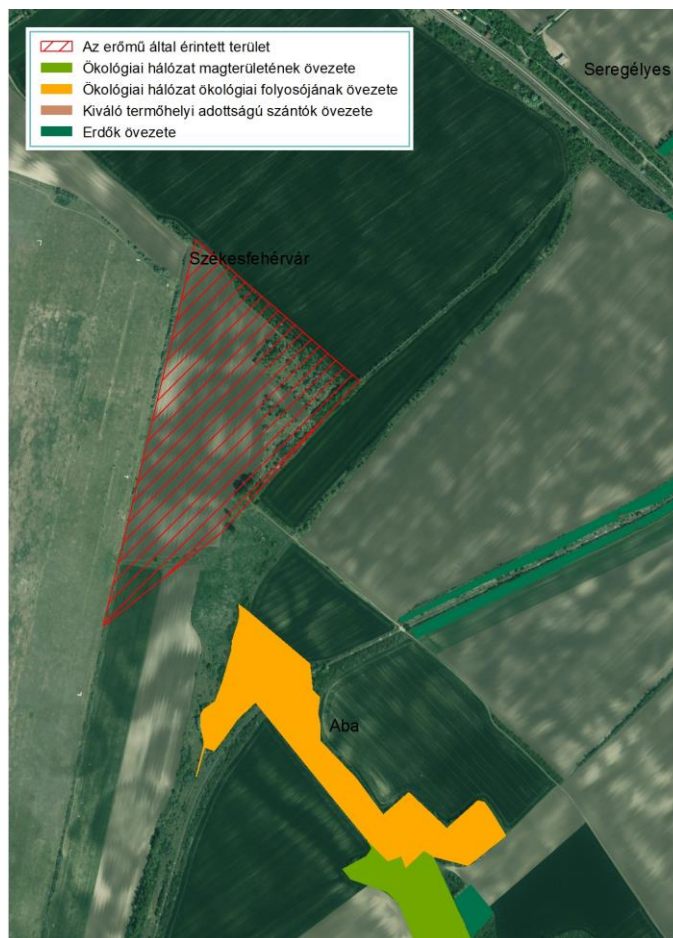 Az erőmű által érintett terület
Ökológiai hálózat magterületének övezete
Ökológiai hálózat ökológiai folyosójának övezete
Kiváló termőhelyi adottságú szántók övezete
Erdők övezete
Seregélyes
Székesfehérvár
Aba